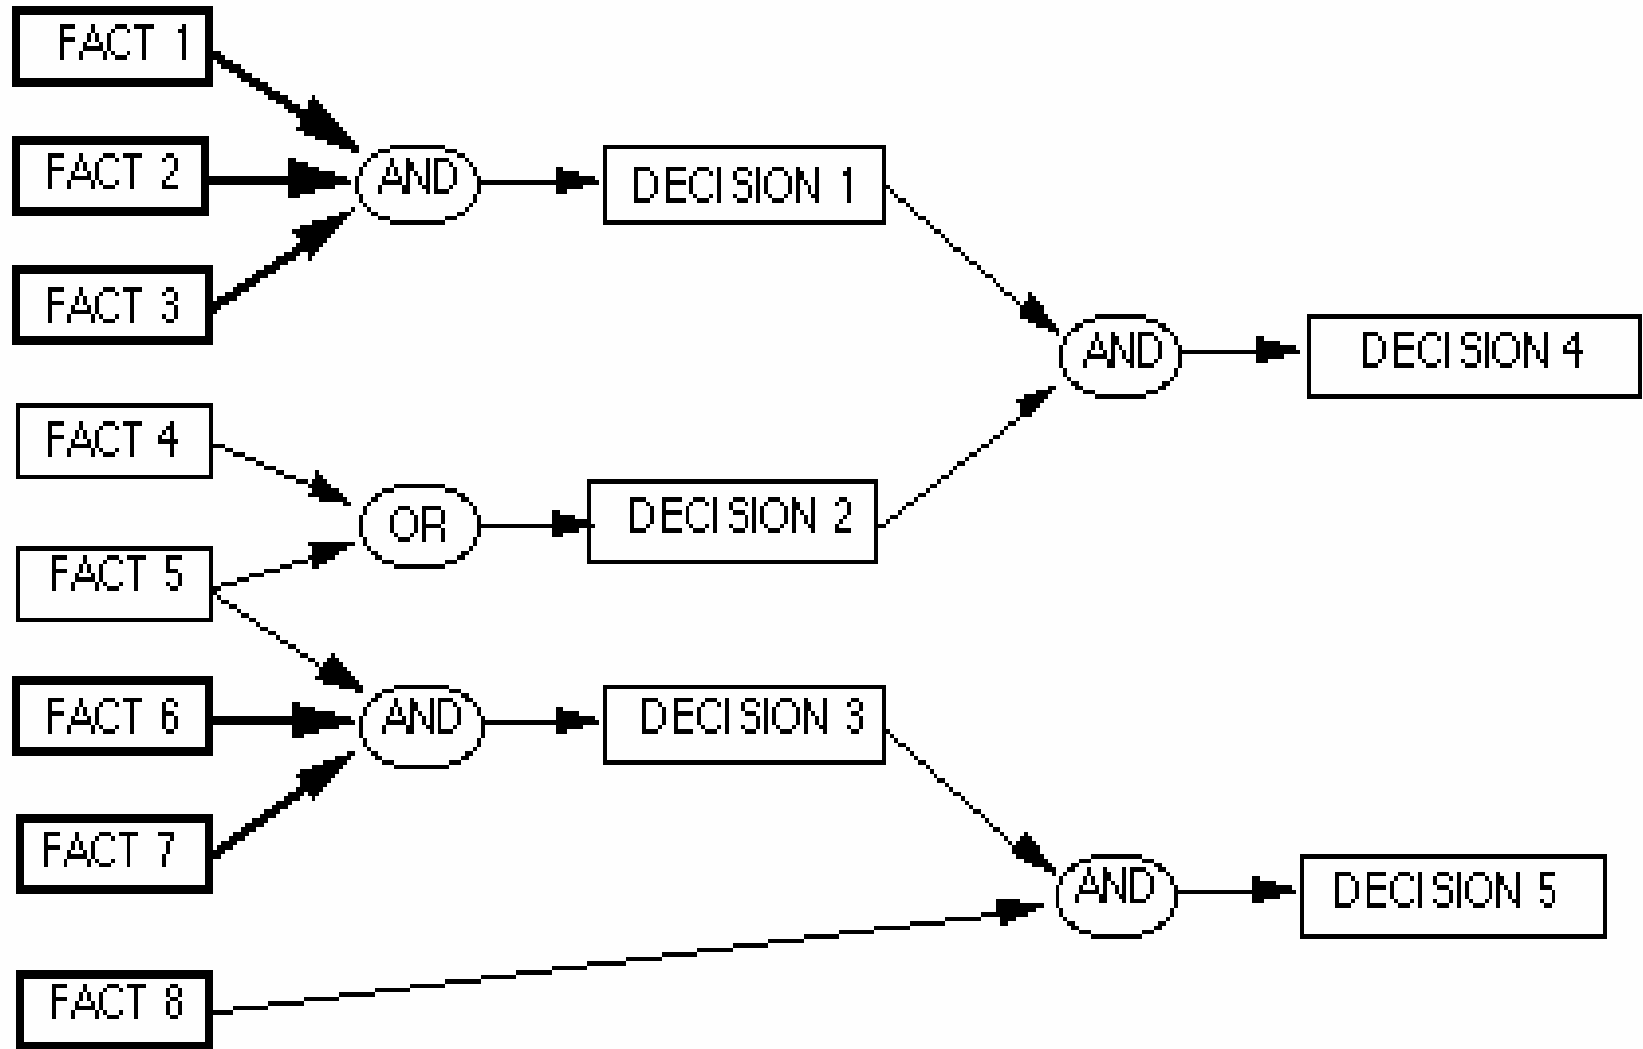 FACT 1
FACT 2
AND
DECISION 1
FACT 3
AND
DECISION 4
FACT 4
OR
DECISION 2
FACT 5
FACT 6
AND
DECISION 3
FACT 7
AND
DECISION 5
FACT 8